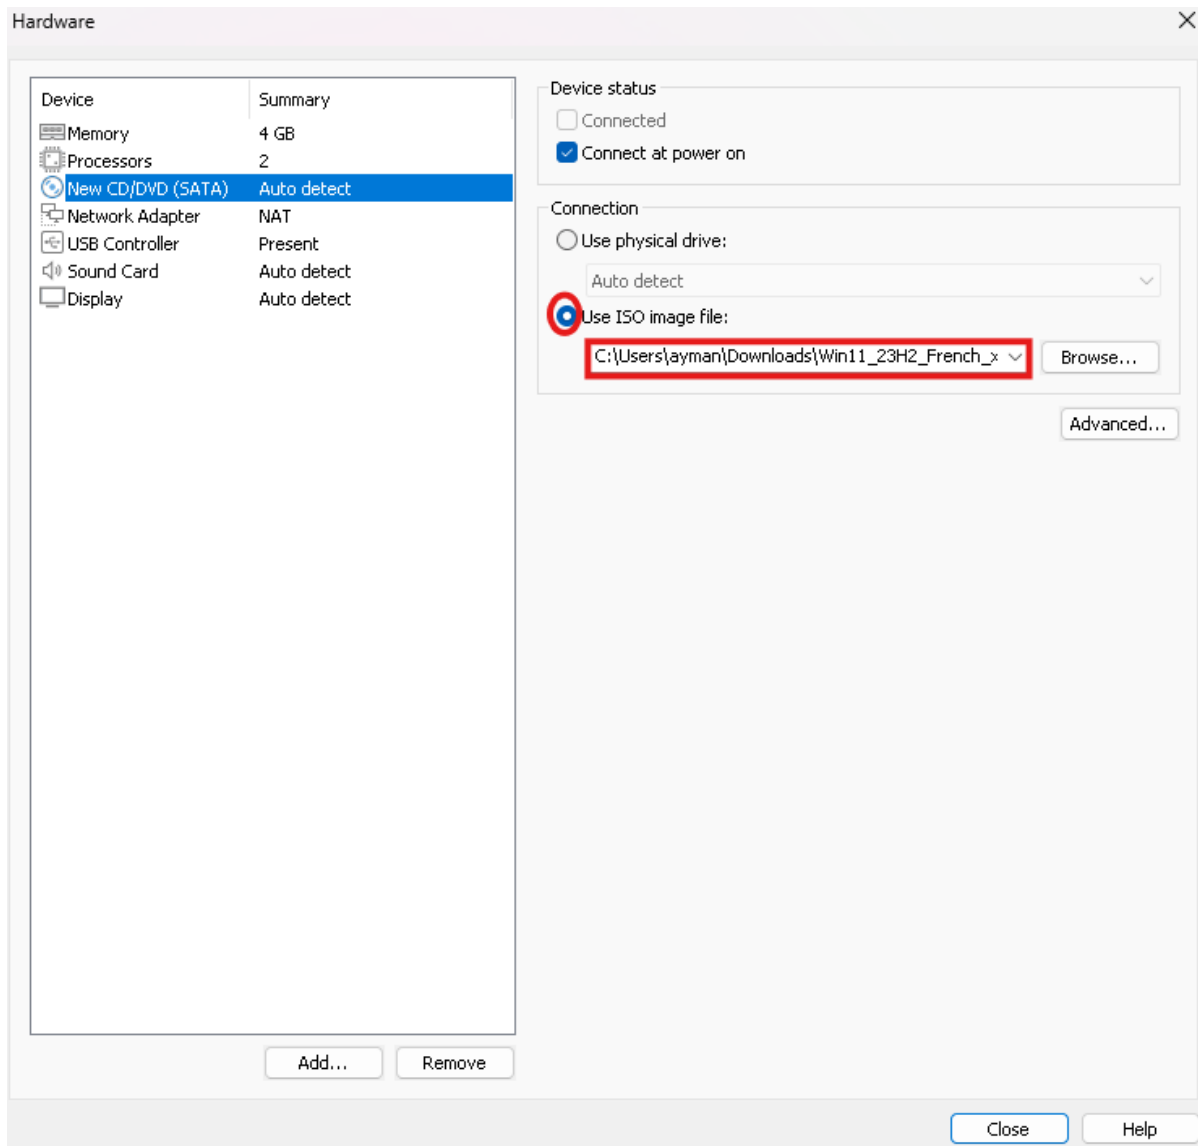 Hardware
Device Summary
Memory 4 GB
Processors 2
New CD/DVD (SATA) Auto detect
Network Adapter NAT
USB Controller Present
Sound Card Auto detect
Display Auto detect
Add... Remove
Device status
Connected
Connect at power on
Connection
Use physical drive:
Auto detect
Use ISO image file:
C:\Users\ayman\Downloads\Win11_23H2_French_x Browse...
Advanced...
Close Help